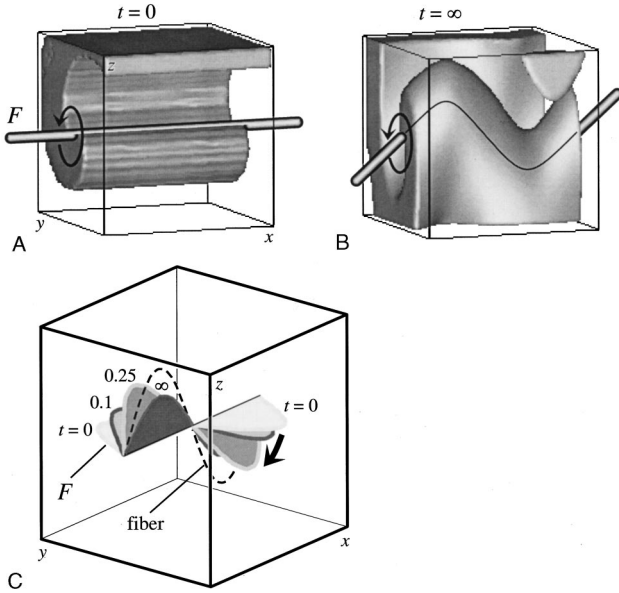 t = 0
z
F
y
x
A
t = ∞
B
0.25
∞
z
0.1
t = 0
t = 0
F
fiber
y
x
C